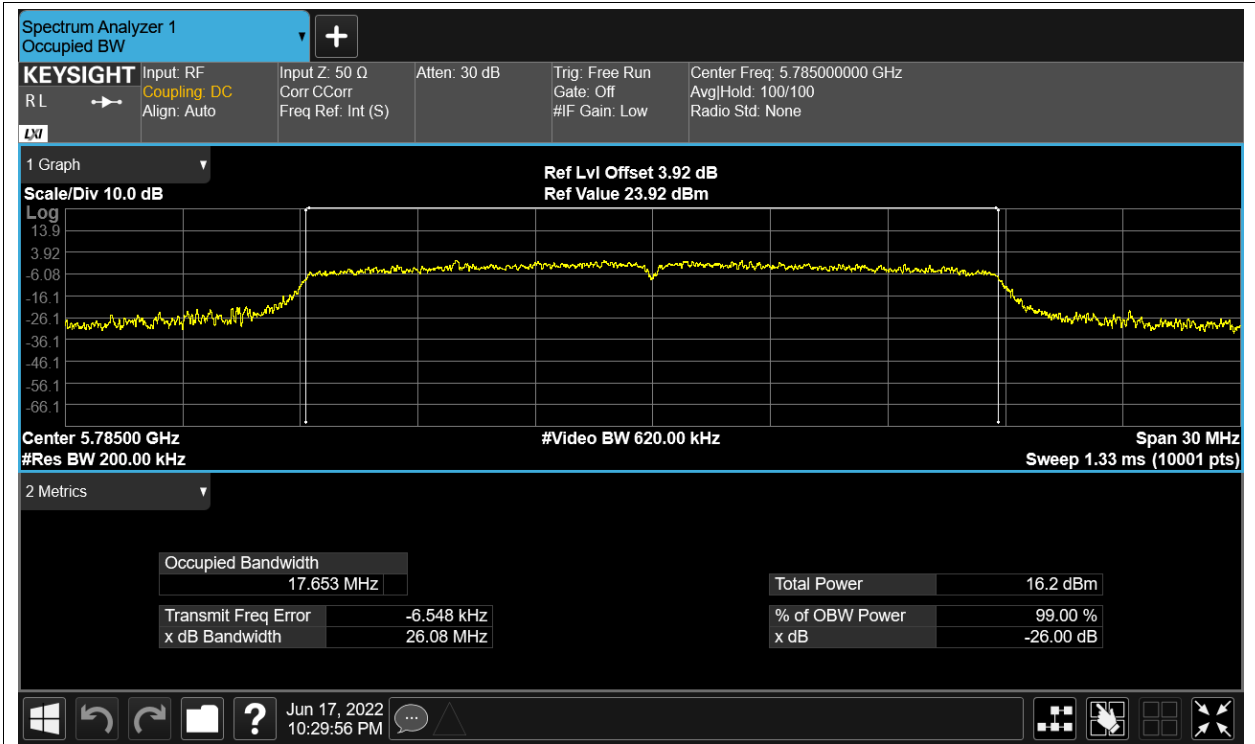 Spectrum Analyzer 1
Occupied BW
KEYSIGHT
R L
LXI
Input: RF
Coupling: DC
Align: Auto
Input Z: 50 Ω
Corr CCorr
Freq Ref: Int (S)
Atten: 30 dB
Trig: Free Run
Gate: Off
#IF Gain: Low
Center Freq: 5.785000000 GHz
Avg|Hold: 100/100
Radio Std: None
1 Graph
Ref Lvl Offset 3.92 dB
Scale/Div 10.0 dB
Ref Value 23.92 dBm
Log
13.9
3.92
-6.08
-16.1
-26.1
-36.1
-46.1
-56.1
-66.1
Center 5.78500 GHz
#Video BW 620.00 kHz
Span 30 MHz
#Res BW 200.00 kHz
Sweep 1.33 ms (10001 pts)
2 Metrics
Occupied Bandwidth
17.653 MHz
Transmit Freq Error -6.548 kHz
x dB Bandwidth 26.08 MHz
Total Power 16.2 dBm
% of OBW Power 99.00 %
x dB -26.00 dB
?
Jun 17, 2022
10:29:56 PM